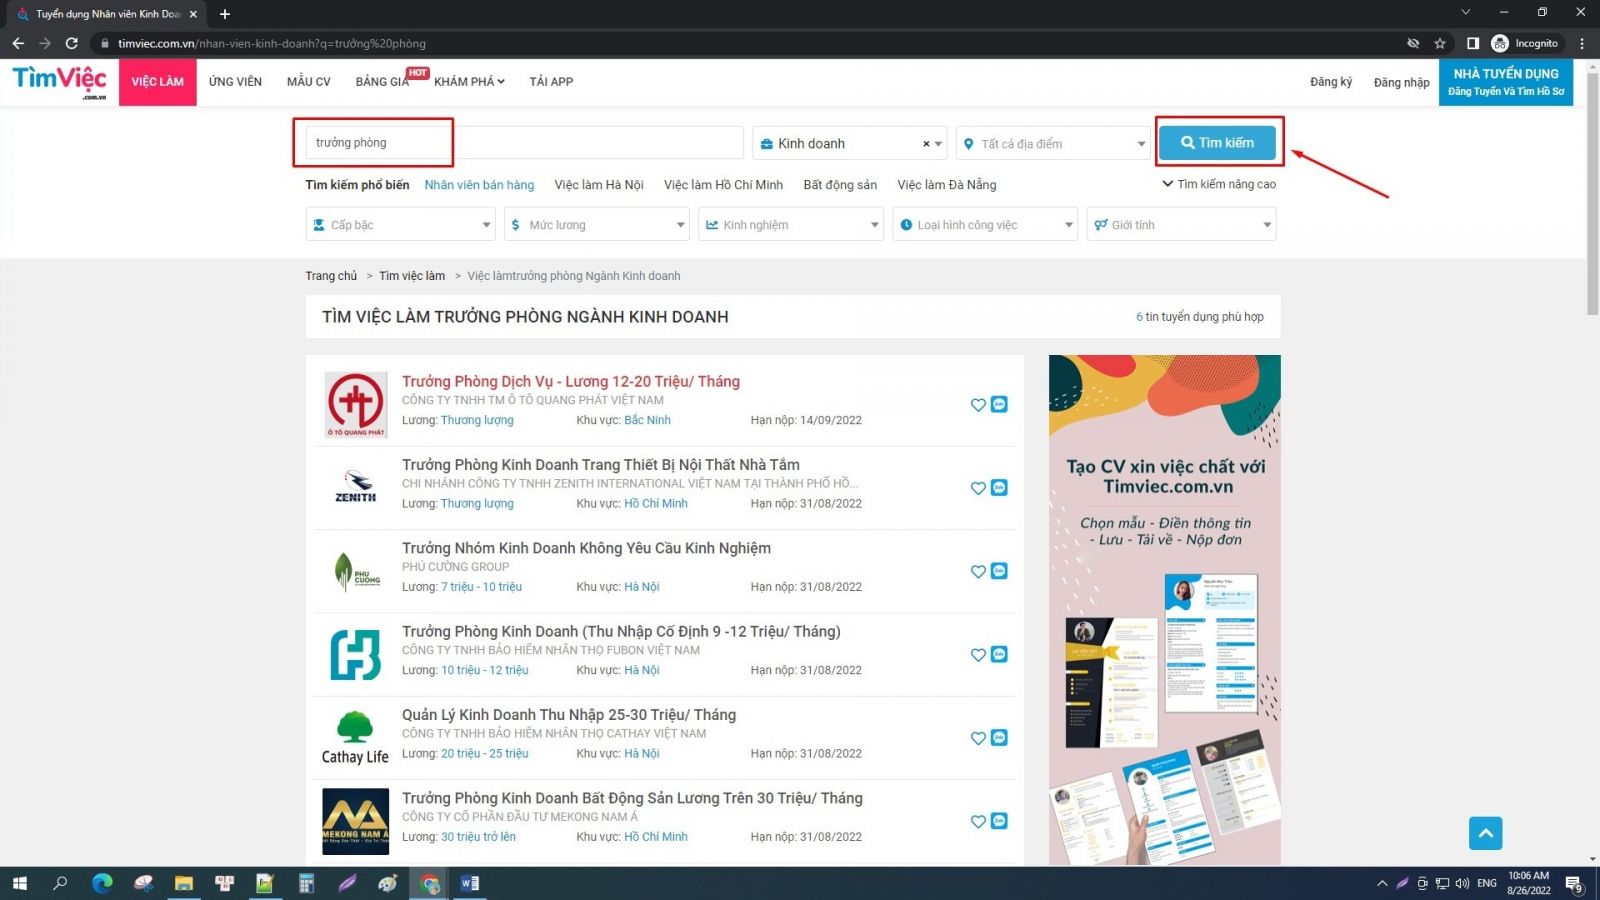 Tuyển dụng Nhân viên Kinh Doa
timviec.com.vn/nhan-vien-kinh-doanh?q=trưởng%20phòng
Incognito
TìmViệc
.com.vn
VIỆC LÀM
ỨNG VIÊN
MẪU CV
BẢNG GIÁ
HOT
KHÁM PHÁ
TẢI APP
Đăng ký
Đăng nhập
NHÀ TUYỂN DỤNG
Đăng Tuyển Và Tìm Hồ Sơ
trưởng phòng
Kinh doanh
×
Tất cả địa điểm
Tìm kiếm
Tìm kiếm phổ biến Nhân viên bán hàng Việc làm Hà Nội Việc làm Hồ Chí Minh Bất động sản Việc làm Đà Nẵng
Tìm kiếm nâng cao
Cấp bậc
Mức lương
Kinh nghiệm
Loại hình công việc
Giới tính
Trang chủ > Tìm việc làm > Việc làmtrưởng phòng Ngành Kinh doanh
TÌM VIỆC LÀM TRƯỞNG PHÒNG NGÀNH KINH DOANH
6 tin tuyển dụng phù hợp
Ô TÔ QUANG PHÁT
Trưởng Phòng Dịch Vụ - Lương 12-20 Triệu/ Tháng
CÔNG TY TNHH TM Ô TÔ QUANG PHÁT VIỆT NAM
Lương: Thương lượng Khu vực: Bắc Ninh Hạn nộp: 14/09/2022
Zalo
ZENITH
Trưởng Phòng Kinh Doanh Trang Thiết Bị Nội Thất Nhà Tắm
CHI NHÁNH CÔNG TY TNHH ZENITH INTERNATIONAL VIỆT NAM TẠI THÀNH PHỐ HỒ...
Lương: Thương lượng Khu vực: Hồ Chí Minh Hạn nộp: 31/08/2022
Zalo
PHU CUONG
Trưởng Nhóm Kinh Doanh Không Yêu Cầu Kinh Nghiệm
PHÚ CƯỜNG GROUP
Lương: 7 triệu - 10 triệu Khu vực: Hà Nội Hạn nộp: 31/08/2022
Zalo
Trưởng Phòng Kinh Doanh (Thu Nhập Cố Định 9 -12 Triệu/ Tháng)
CÔNG TY TNHH BẢO HIỂM NHÂN THỌ FUBON VIỆT NAM
Lương: 10 triệu - 12 triệu Khu vực: Hà Nội Hạn nộp: 31/08/2022
Zalo
Cathay Life
Quản Lý Kinh Doanh Thu Nhập 25-30 Triệu/ Tháng
CÔNG TY TNHH BẢO HIỂM NHÂN THỌ CATHAY VIỆT NAM
Lương: 20 triệu - 25 triệu Khu vực: Hà Nội Hạn nộp: 31/08/2022
Zalo
MEKONG NAM Á
Trưởng Phòng Kinh Doanh Bất Động Sản Lương Trên 30 Triệu/ Tháng
CÔNG TY CỔ PHẦN ĐẦU TƯ MEKONG NAM Á
Lương: 30 triệu trở lên Khu vực: Hồ Chí Minh Hạn nộp: 31/08/2022
Zalo
Tạo CV xin việc chất với
Timviec.com.vn
Chọn mẫu - Điền thông tin
- Lưu - Tải về - Nộp đơn
ENG
10:06 AM
8/26/2022
9